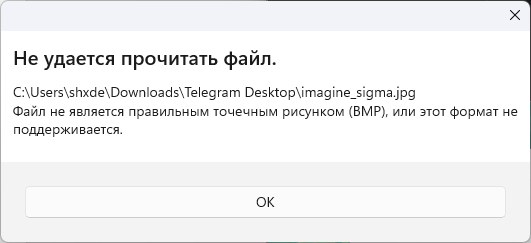 Не удается прочитать файл.
C:\Users\shxde\Downloads\Telegram Desktop\imagine_sigma.jpg
Файл не является правильным точечным рисунком (BMP), или этот формат не
поддерживается.
OK